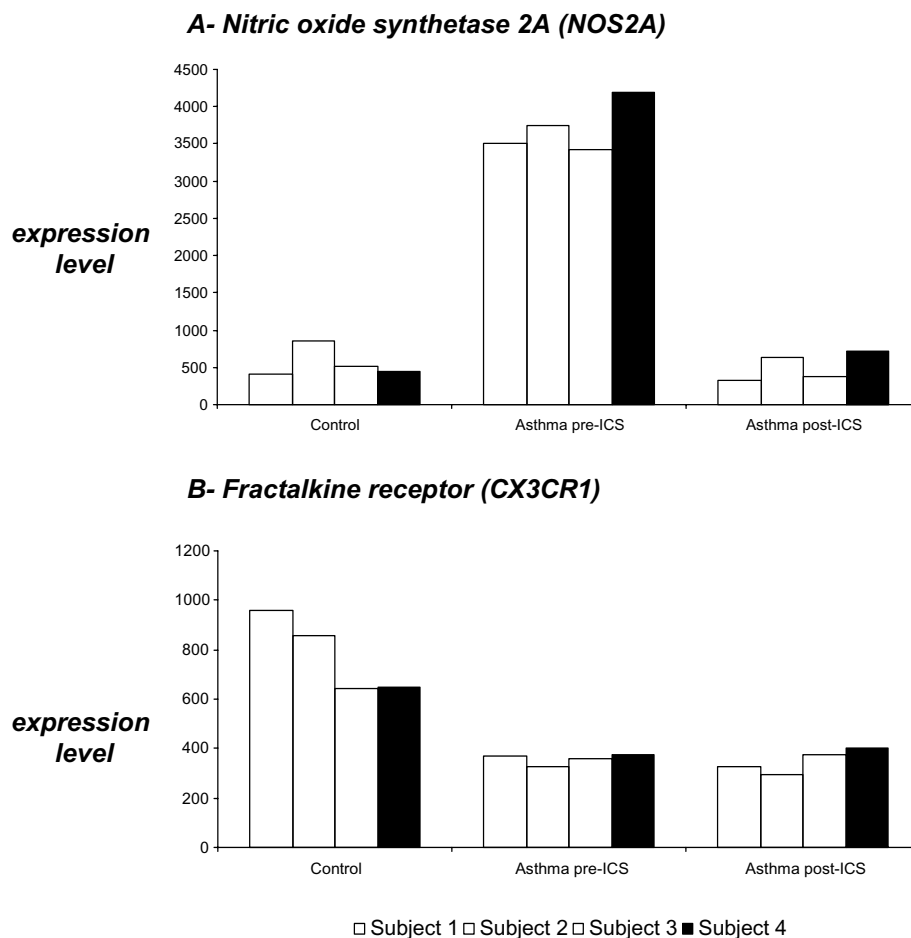 A- Nitric oxide synthetase 2A (NOS2A)
4500
4000
3500
3000
2500
2000
1500
1000
500
0
expression
level
Control
Asthma pre-ICS
Asthma post-ICS
B- Fractalkine receptor (CX3CR1)
1200
1000
800
600
400
200
0
expression
level
Control
Asthma pre-ICS
Asthma post-ICS
Subject 1 Subject 2 Subject 3 Subject 4